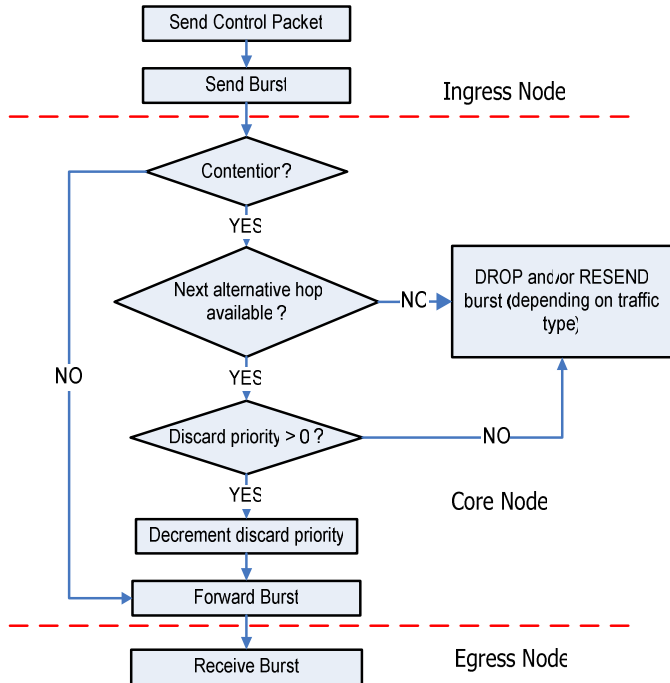 Send Control Packet
Send Burst
Ingress Node
Contention?
YES
Next alternative hop
available ?
NO
DROP and/or RESEND
burst (depending on traffic
type)
YES
NO
Discard priority > 0 ?
NO
YES
Core Node
Decrement discard priority
Forward Burst
Egress Node
Receive Burst